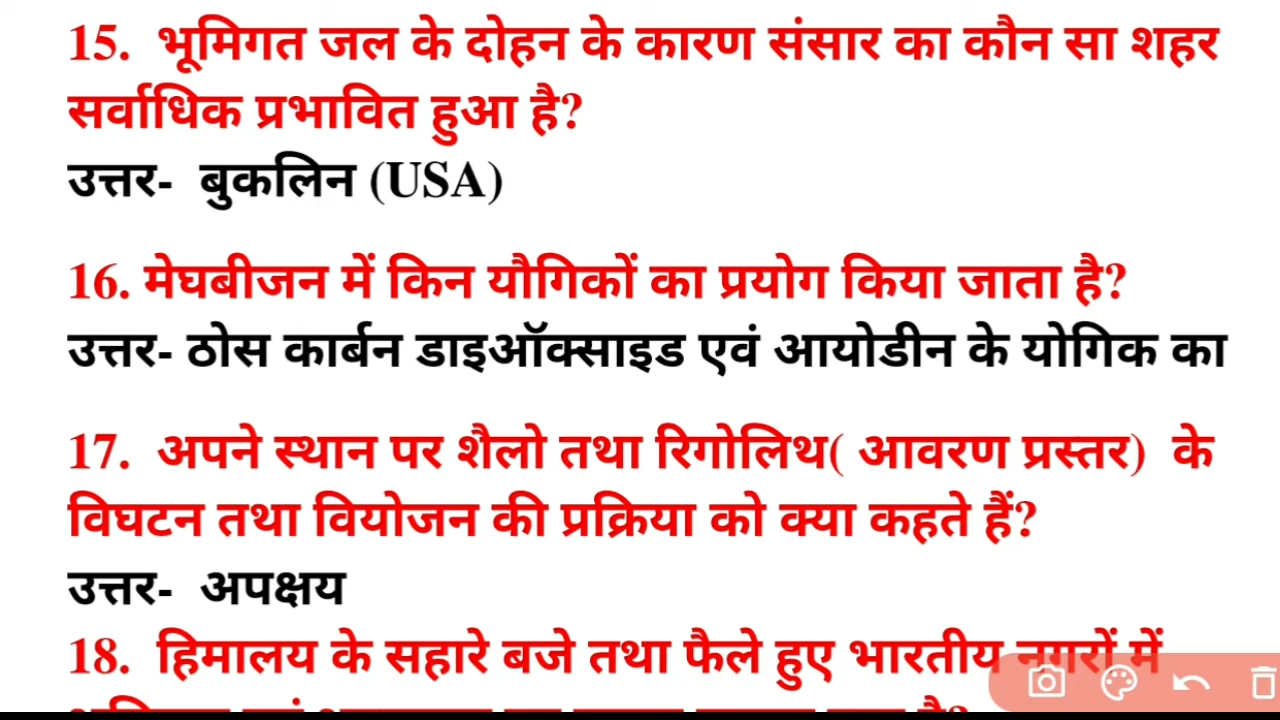 15. भूमिगत जल के दोहन के कारण संसार का कौन सा शहर
सर्वाधिक प्रभावित हुआ है?
उत्तर- बुकलिन (USA)
16. मेघबीजन में किन यौगिकों का प्रयोग किया जाता है?
उत्तर- ठोस कार्बन डाइऑक्साइड एवं आयोडीन के योगिक का
17. अपने स्थान पर शैलो तथा रिगोलिथ( आवरण प्रस्तर) के
विघटन तथा वियोजन की प्रक्रिया को क्या कहते हैं?
उत्तर- अपक्षय
18. हिमालय के सहारे बजे तथा फैले हुए भारतीय नगरों में